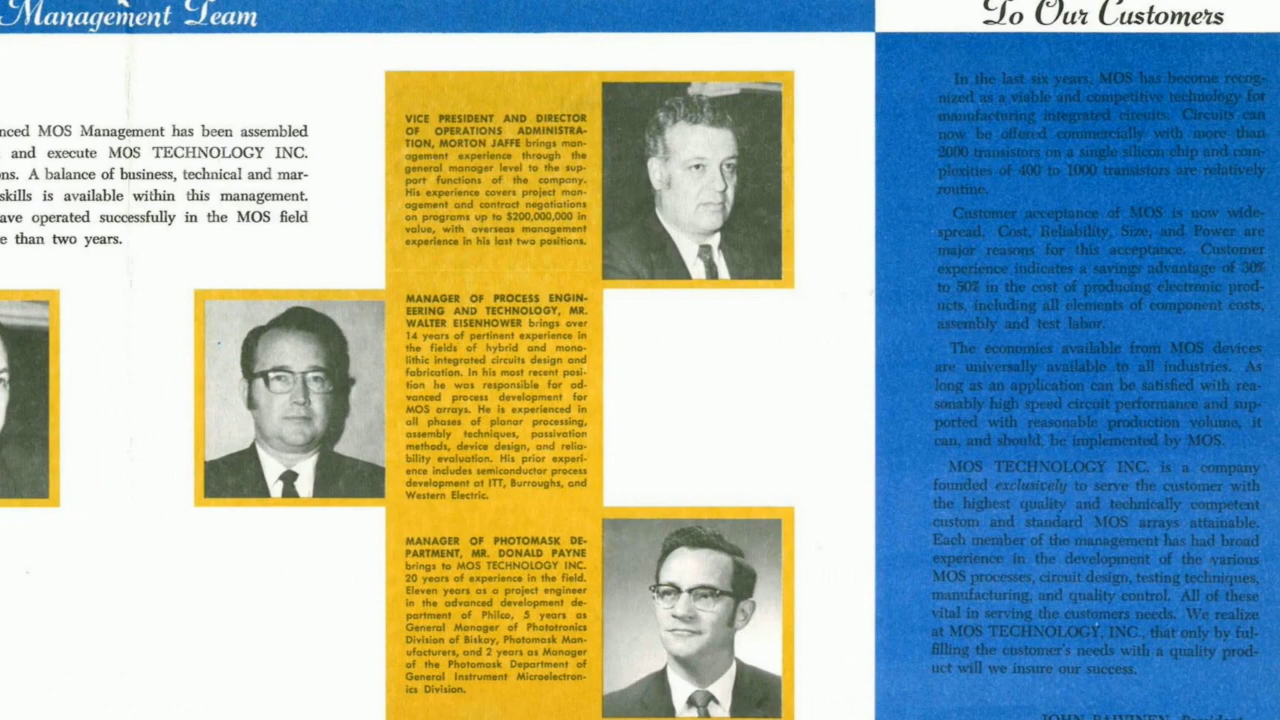 Management Team
To Our Customers
nced MOS Management has been assembled
and execute MOS TECHNOLOGY INC.
ns. A balance of business, technical and mar-
skills is available within this management.
ave operated successfully in the MOS field
e than two years.
VICE PRESIDENT AND DIRECTOR
OF OPERATIONS ADMINISTRA-
TION, MORTON JAFFE brings man-
agement experience through the
general manager level to the sup-
port functions of the company.
His experience covers project man-
agement and contract negotiations
on programs up to $200,000,000 in
value, with overseas management
experience in his last two positions.
MANAGER OF PROCESS ENGIN-
EERING AND TECHNOLOGY, MR.
WALTER EISENHOWER brings over
14 years of pertinent experience in
the fields of hybrid and mono-
lithic integrated circuits design and
fabrication. In his most recent posi-
tion he was responsible for ad-
vanced process development for
MOS arrays. He is experienced in
all phases of planar processing,
assembly techniques, passivation
methods, device design, and relia-
bility evaluation. His prior experi-
ence includes semiconductor process
development at ITT, Burroughs, and
Western Electric.
MANAGER OF PHOTOMASK DE-
PARTMENT, MR. DONALD PAYNE
brings to MOS TECHNOLOGY INC.
20 years of experience in the field.
Eleven years as a project engineer
in the advanced development de-
partment of Philco, 5 years as
General Manager of Phototronics
Division of Biskay, Photomask Man-
ufacturers, and 2 years as Manager
of the Photomask Department of
General Instrument Microelectron-
ics Division.
In the last six years, MOS has become recog-
nized as a viable and competitive technology for
manufacturing integrated circuits. Circuits can
now be offered commercially with more than
2000 transistors on a single silicon chip and com-
plexities of 400 to 1000 transistors are relatively
routine.
Customer acceptance of MOS is now wide-
spread. Cost, Reliability, Size, and Power are
major reasons for this acceptance. Customer
experience indicates a savings advantage of 30%
to 50% in the cost of producing electronic prod-
ucts, including all elements of component costs,
assembly and test labor.
The economies available from MOS devices
are universally available to all industries. As
long as an application can be satisfied with rea-
sonably high speed circuit performance and sup-
ported with reasonable production volume, it
can, and should, be implemented by MOS.
MOS TECHNOLOGY INC. is a company
founded exclusively to serve the customer with
the highest quality and technically competent
custom and standard MOS arrays attainable.
Each member of the management has had broad
experience in the development of the various
MOS processes, circuit design, testing techniques,
manufacturing, and quality control. All of these
vital in serving the customers needs. We realize
at MOS TECHNOLOGY, INC., that only by ful-
filling the customer's needs with a quality prod-
uct will we insure our success.
JOHN